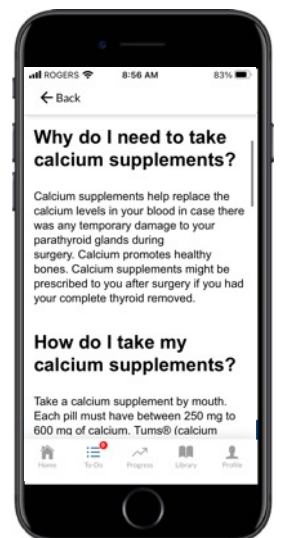 ROGERS 8:56 AM 83%
← Back
Why do I need to take
calcium supplements?
Calcium supplements help replace the
calcium levels in your blood in case there
was any temporary damage to your
parathyroid glands during
surgery. Calcium promotes healthy
bones. Calcium supplements might be
prescribed to you after surgery if you had
your complete thyroid removed.
How do I take my
calcium supplements?
Take a calcium supplement by mouth.
Each pill must have between 250 mg to
600 mg of calcium. Tums® (calcium
Home To-Do Progress Library Profile